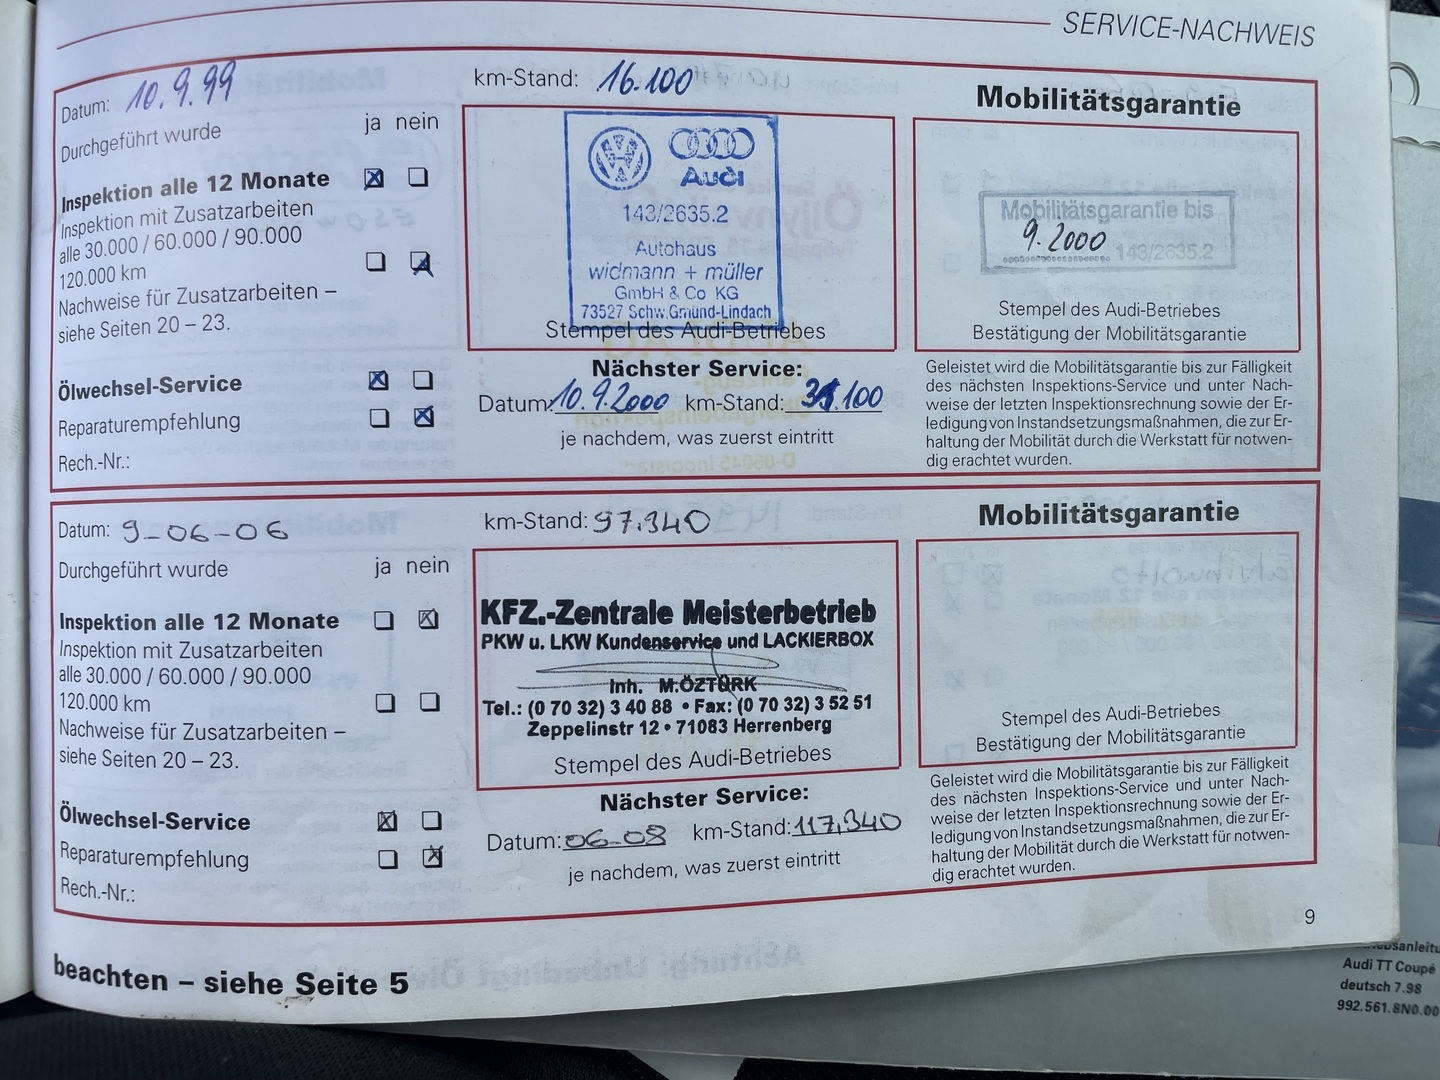 SERVICE-NACHWEIS
Datum: 10.9.99
km-Stand: 16.100
Mobilitätsgarantie
Durchgeführt wurde
ja nein
Inspektion alle 12 Monate
Inspektion mit Zusatzarbeiten
alle 30.000 / 60.000 / 90.000
120.000 km
Nachweise für Zusatzarbeiten –
siehe Seiten 20 – 23.
Ölwechsel-Service
Reparaturempfehlung
Rech.-Nr.:
Audi
143/2635.2
Autohaus
widmann + müller
GmbH & Co KG
73527 Schw.Gmünd-Lindach
Stempel des Audi-Betriebes
Nächster Service:
Datum: 10.9.2000 km-Stand: .100
je nachdem, was zuerst eintritt
Mobilitätsgarantie bis
9.2000
143/2635.2
Stempel des Audi-Betriebes
Bestätigung der Mobilitätsgarantie
Geleistet wird die Mobilitätsgarantie bis zur Fälligkeit
des nächsten Inspektions-Service und unter Nach-
weise der letzten Inspektionsrechnung sowie der Er-
ledigung von Instandsetzungsmaßnahmen, die zur Er-
haltung der Mobilität durch die Werkstatt für notwen-
dig erachtet wurden.
Datum: 9-06-06
km-Stand: 97.340
Mobilitätsgarantie
Durchgeführt wurde
ja nein
Inspektion alle 12 Monate
Inspektion mit Zusatzarbeiten
alle 30.000 / 60.000 / 90.000
120.000 km
Nachweise für Zusatzarbeiten –
siehe Seiten 20 – 23.
Ölwechsel-Service
Reparaturempfehlung
Rech.-Nr.:
KFZ.-Zentrale Meisterbetrieb
PKW u. LKW Kundenservice und LACKIERBOX
Inh. M.ÖZTÜRK
Tel.: (0 70 32) 3 40 88 • Fax: (0 70 32) 3 52 51
Zeppelinstr 12 • 71083 Herrenberg
Stempel des Audi-Betriebes
Nächster Service:
Datum: 06-08 km-Stand: 117,340
je nachdem, was zuerst eintritt
Stempel des Audi-Betriebes
Bestätigung der Mobilitätsgarantie
Geleistet wird die Mobilitätsgarantie bis zur Fälligkeit
des nächsten Inspektions-Service und unter Nach-
weise der letzten Inspektionsrechnung sowie der Er-
ledigung von Instandsetzungsmaßnahmen, die zur Er-
haltung der Mobilität durch die Werkstatt für notwen-
dig erachtet wurden.
9
beachten – siehe Seite 5
Audi TT Coupé
deutsch 7.98
992.561.8N0.00